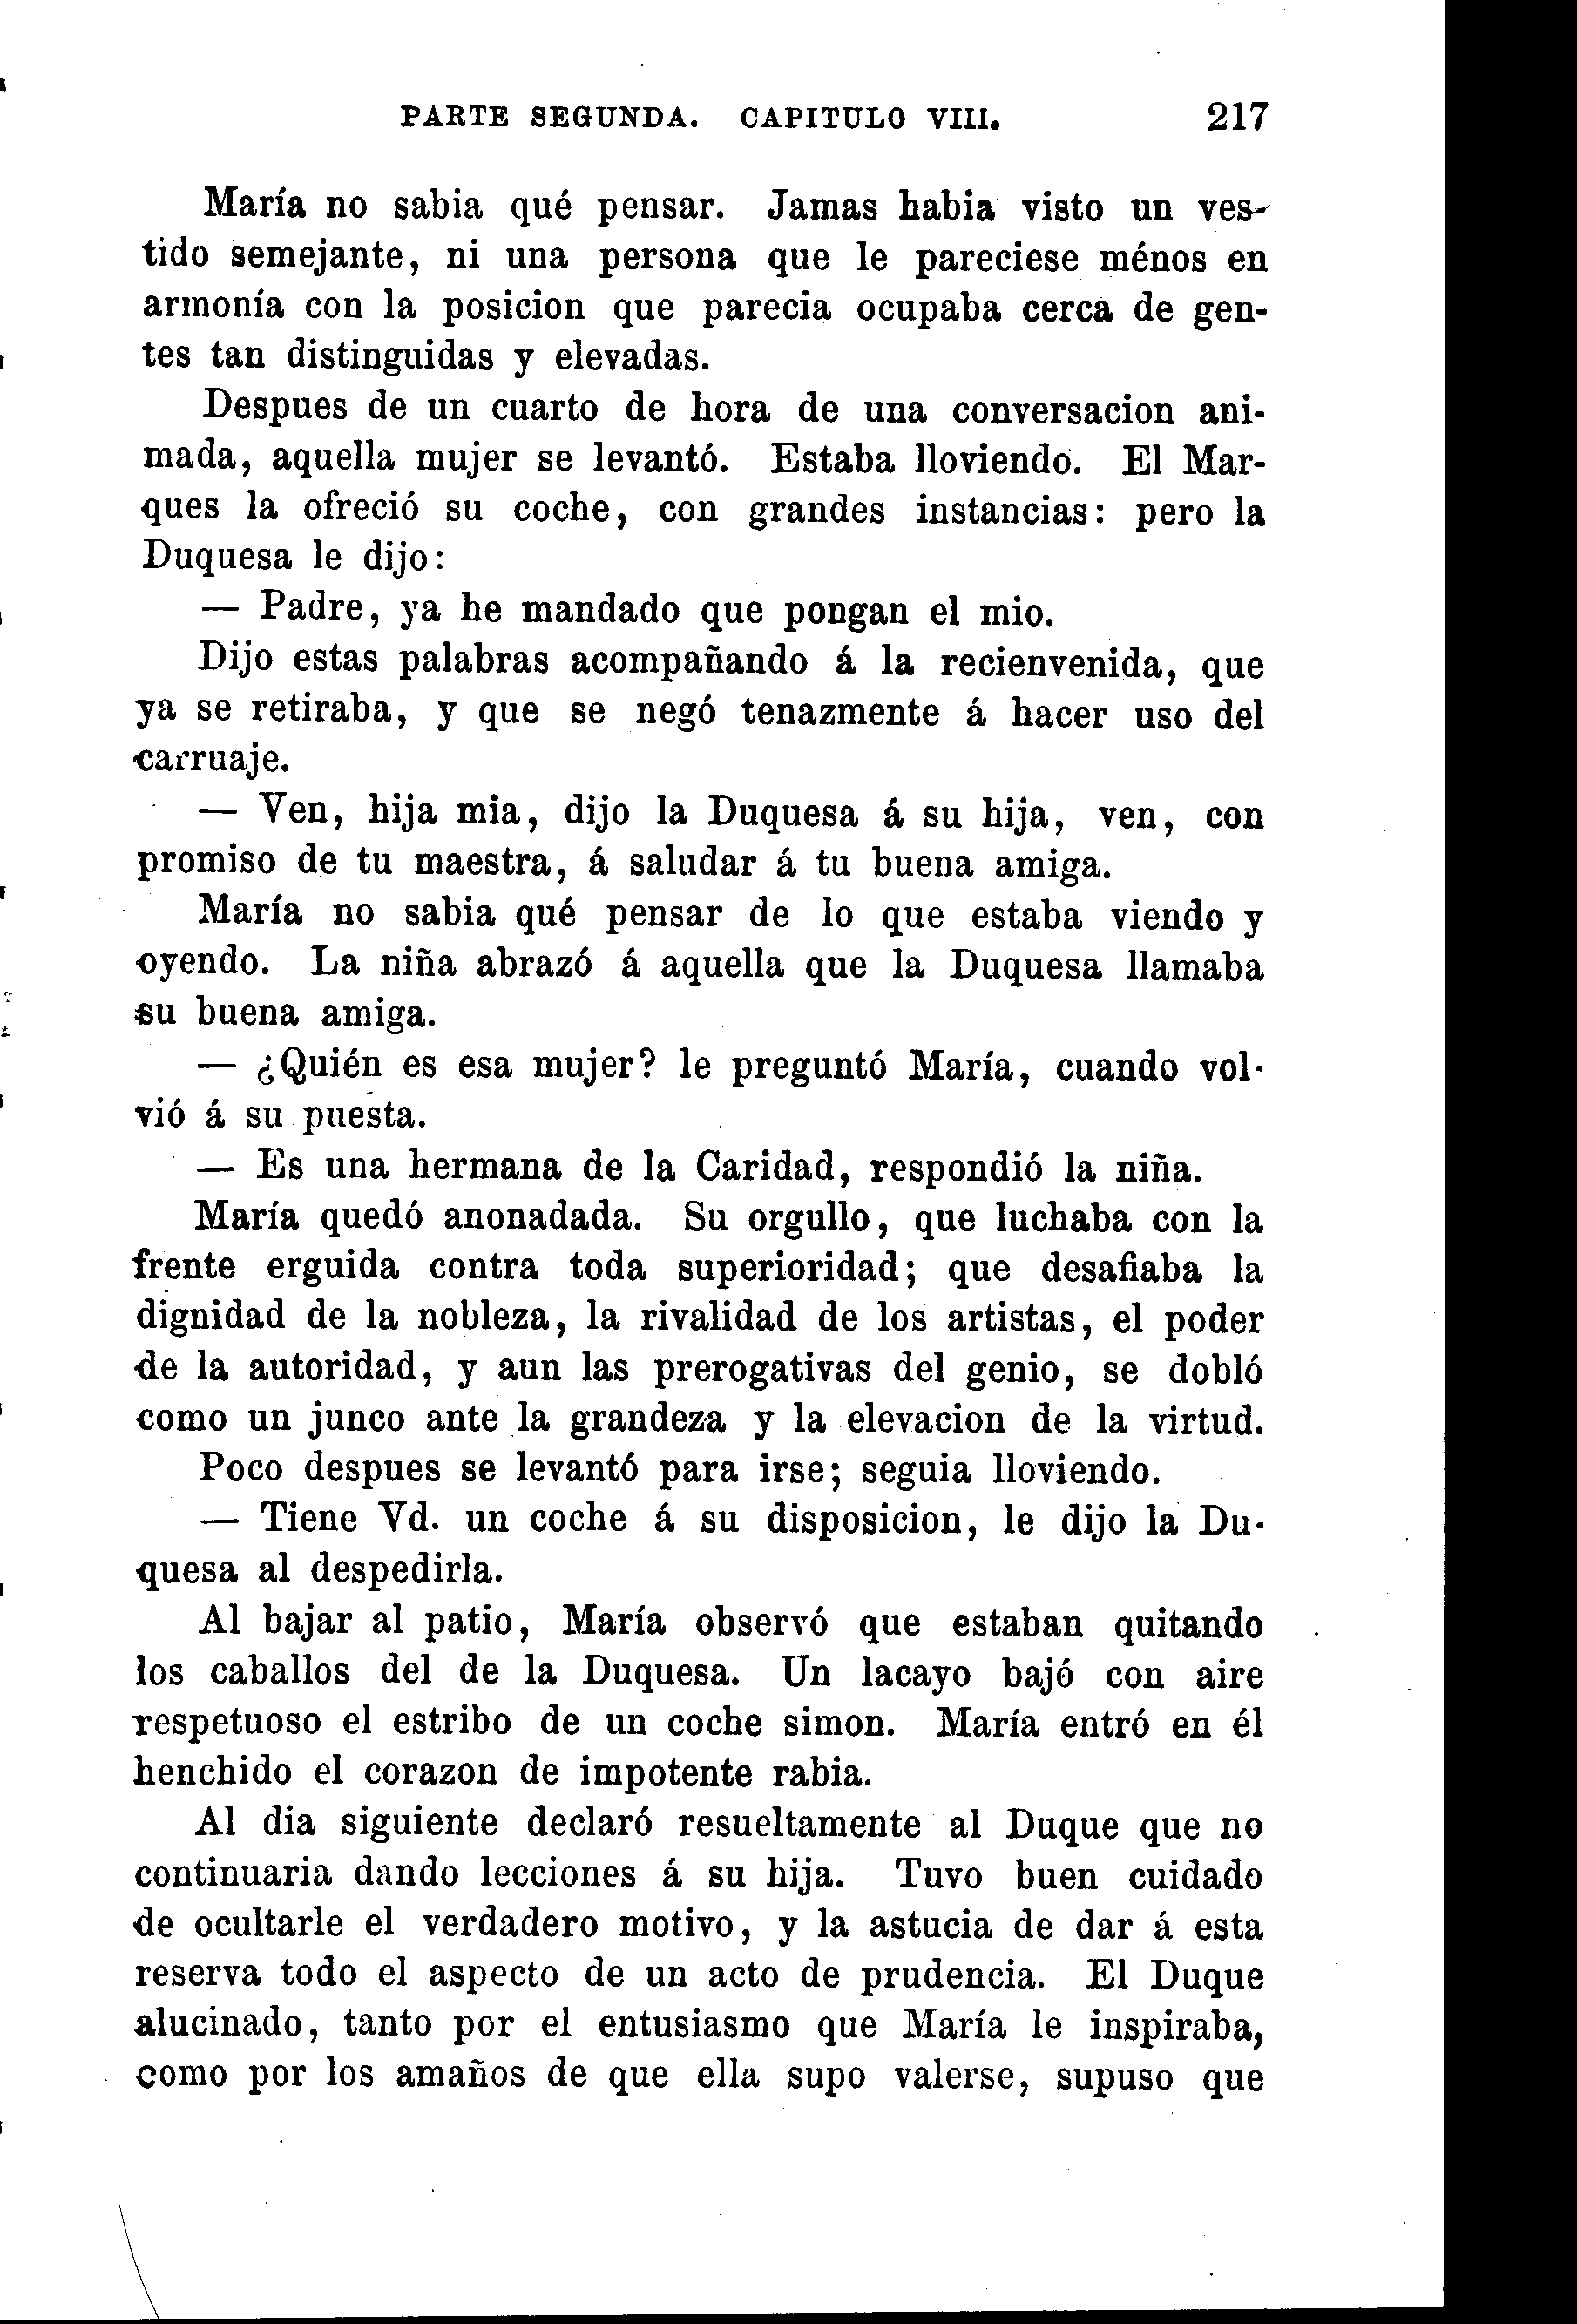 PARTE SEGUNDA. CAPITULO VIII. 217
María no sabia qué pensar. Jamas habia visto un ves-
tido semejante, ni una persona que le pareciese ménos en
armonía con la posicion que parecia ocupaba cerca de gen-
tes tan distinguidas y elevadas.
Despues de un cuarto de hora de una conversacion ani-
mada, aquella mujer se levantó. Estaba lloviendo. El Mar-
ques la ofreció su coche, con grandes instancias: pero la
Duquesa le dijo:
— Padre, ya he mandado que pongan el mio.
Dijo estas palabras acompañando á la recienvenida, que
ya se retiraba, y que se negó tenazmente á hacer uso del
carruaje.
— Ven, hija mia, dijo la Duquesa á su hija, ven, con
promiso de tu maestra, á saludar á tu buena amiga.
María no sabia qué pensar de lo que estaba viendo y
oyendo. La niña abrazó á aquella que la Duquesa llamaba
su buena amiga.
— ¿Quién es esa mujer? le preguntó María, cuando vol-
vió á su puesta.
— Es una hermana de la Caridad, respondió la niña.
María quedó anonadada. Su orgullo, que luchaba con la
frente erguida contra toda superioridad; que desafiaba la
dignidad de la nobleza, la rivalidad de los artistas, el poder
de la autoridad, y aun las prerogativas del genio, se dobló
como un junco ante la grandeza y la elevacion de la virtud.
Poco despues se levantó para irse; seguia lloviendo.
— Tiene Vd. un coche á su disposicion, le dijo la Du-
quesa al despedirla.
Al bajar al patio, María observó que estaban quitando
los caballos del de la Duquesa. Un lacayo bajó con aire
respetuoso el estribo de un coche simon. María entró en él
henchido el corazon de impotente rabia.
Al dia siguiente declaró resueltamente al Duque que no
continuaria dando lecciones á su hija. Tuvo buen cuidado
de ocultarle el verdadero motivo, y la astucia de dar á esta
reserva todo el aspecto de un acto de prudencia. El Duque
alucinado, tanto por el entusiasmo que María le inspiraba,
como por los amaños de que ella supo valerse, supuso que